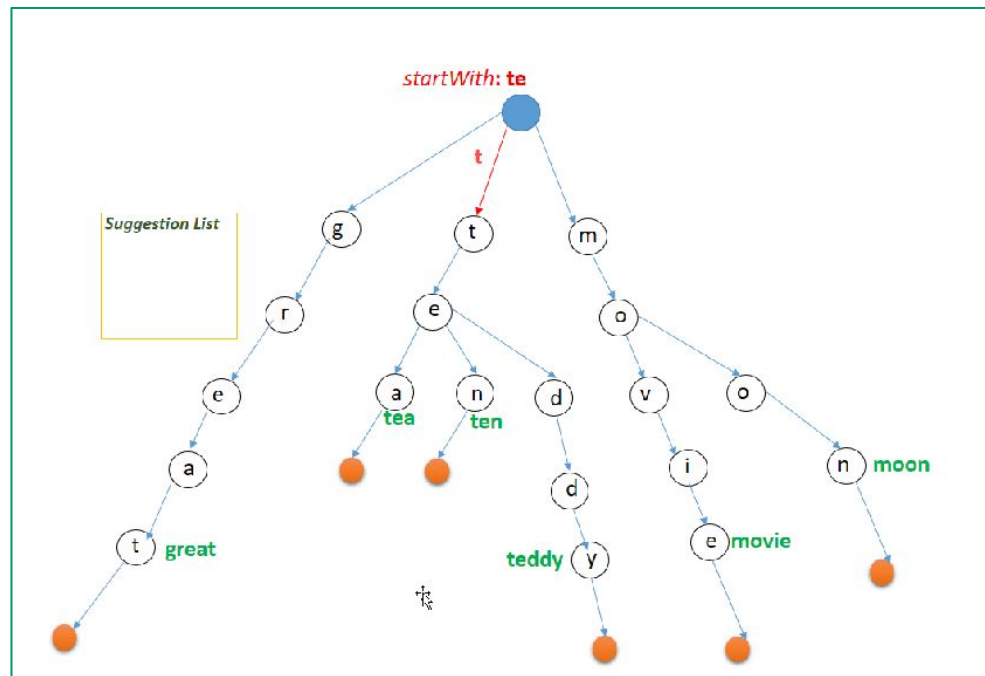 startWith: te
t
Suggestion List
g
t
m
r
e
o
e
a
n
d
v
o
tea
ten
a
d
i
n
moon
t
great
teddy
y
e
movie